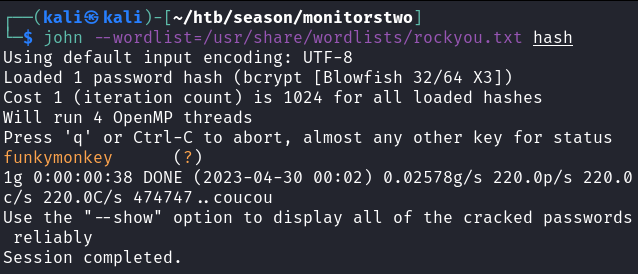 ┌──(kali㉿kali)-[~/htb/season/monitorstwo]
└─$ john --wordlist=/usr/share/wordlists/rockyou.txt hash
Using default input encoding: UTF-8
Loaded 1 password hash (bcrypt [Blowfish 32/64 X3])
Cost 1 (iteration count) is 1024 for all loaded hashes
Will run 4 OpenMP threads
Press 'q' or Ctrl-C to abort, almost any other key for status
funkymonkey      (?)
1g 0:00:00:38 DONE (2023-04-30 00:02) 0.02578g/s 220.0p/s 220.0
c/s 220.0C/s 474747..coucou
Use the "--show" option to display all of the cracked passwords
 reliably
Session completed.